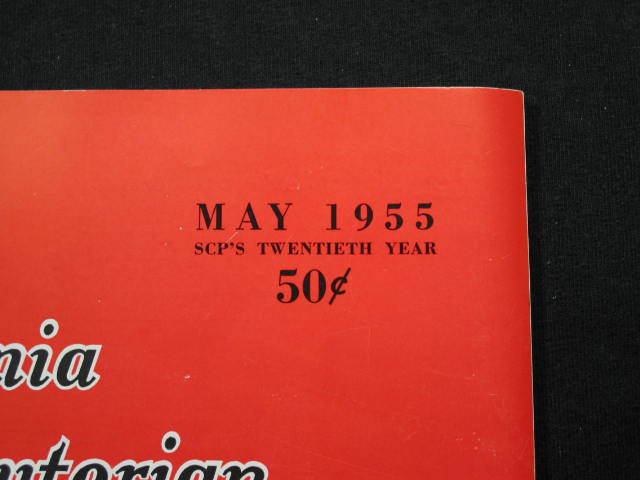 MAY 1955
SCP'S TWENTIETH YEAR
50¢
nia